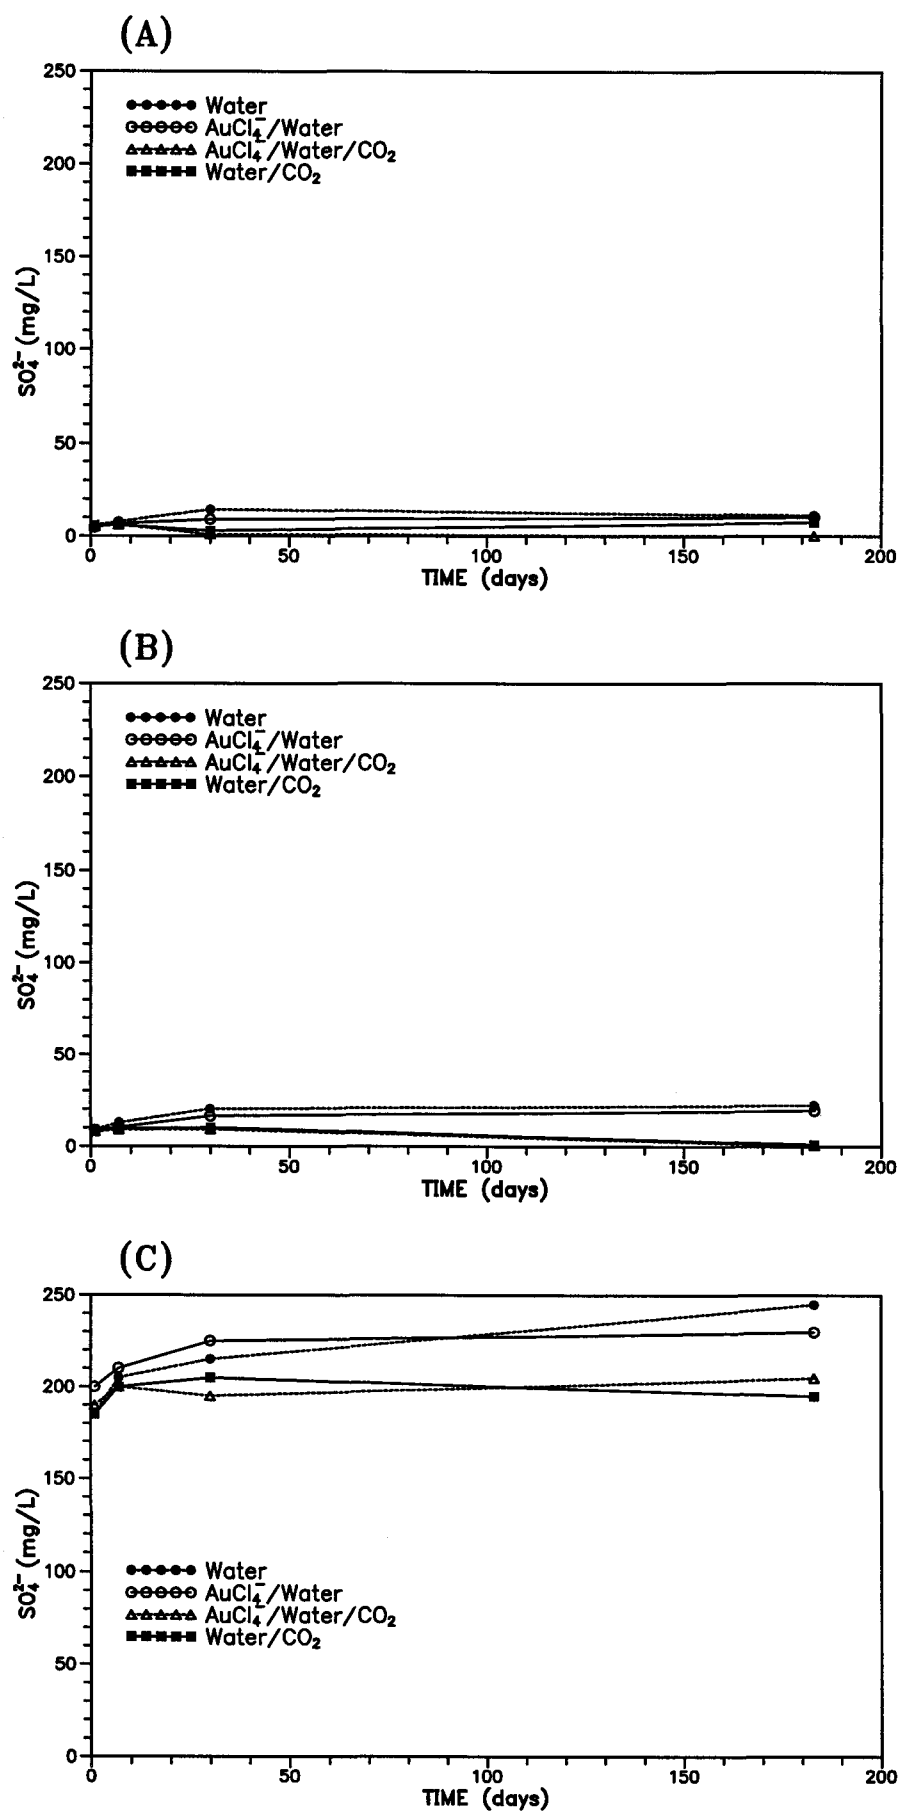 (A)
250
Water
AuCl₄⁻/Water
200
AuCl₄⁻/Water/CO₂
Water/CO₂
150
SO₄²⁻ (mg/L)
100
50
0
0 50 100 150 200
TIME (days)
(B)
250
Water
AuCl₄⁻/Water
AuCl₄⁻/Water/CO₂
200
Water/CO₂
150
SO₄²⁻ (mg/L)
100
50
0
0 50 100 150 200
TIME (days)
(C)
250
200
150
SO₄²⁻ (mg/L)
100
Water
AuCl₄⁻/Water
AuCl₄⁻/Water/CO₂
Water/CO₂
50
0
0 50 100 150 200
TIME (days)